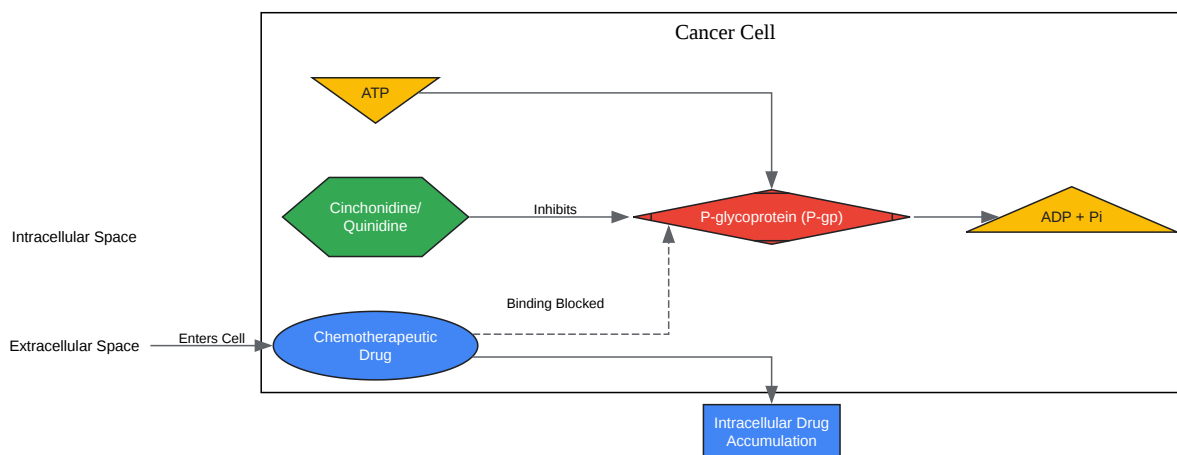 Cancer Cell
ATP
Cinchonidine/
Quinidine
Inhibits
P-glycoprotein (P-gp)
ADP + Pi
Intracellular Space
Binding Blocked
Extracellular Space
Enters Cell
Chemotherapeutic
Drug
Intracellular Drug
Accumulation